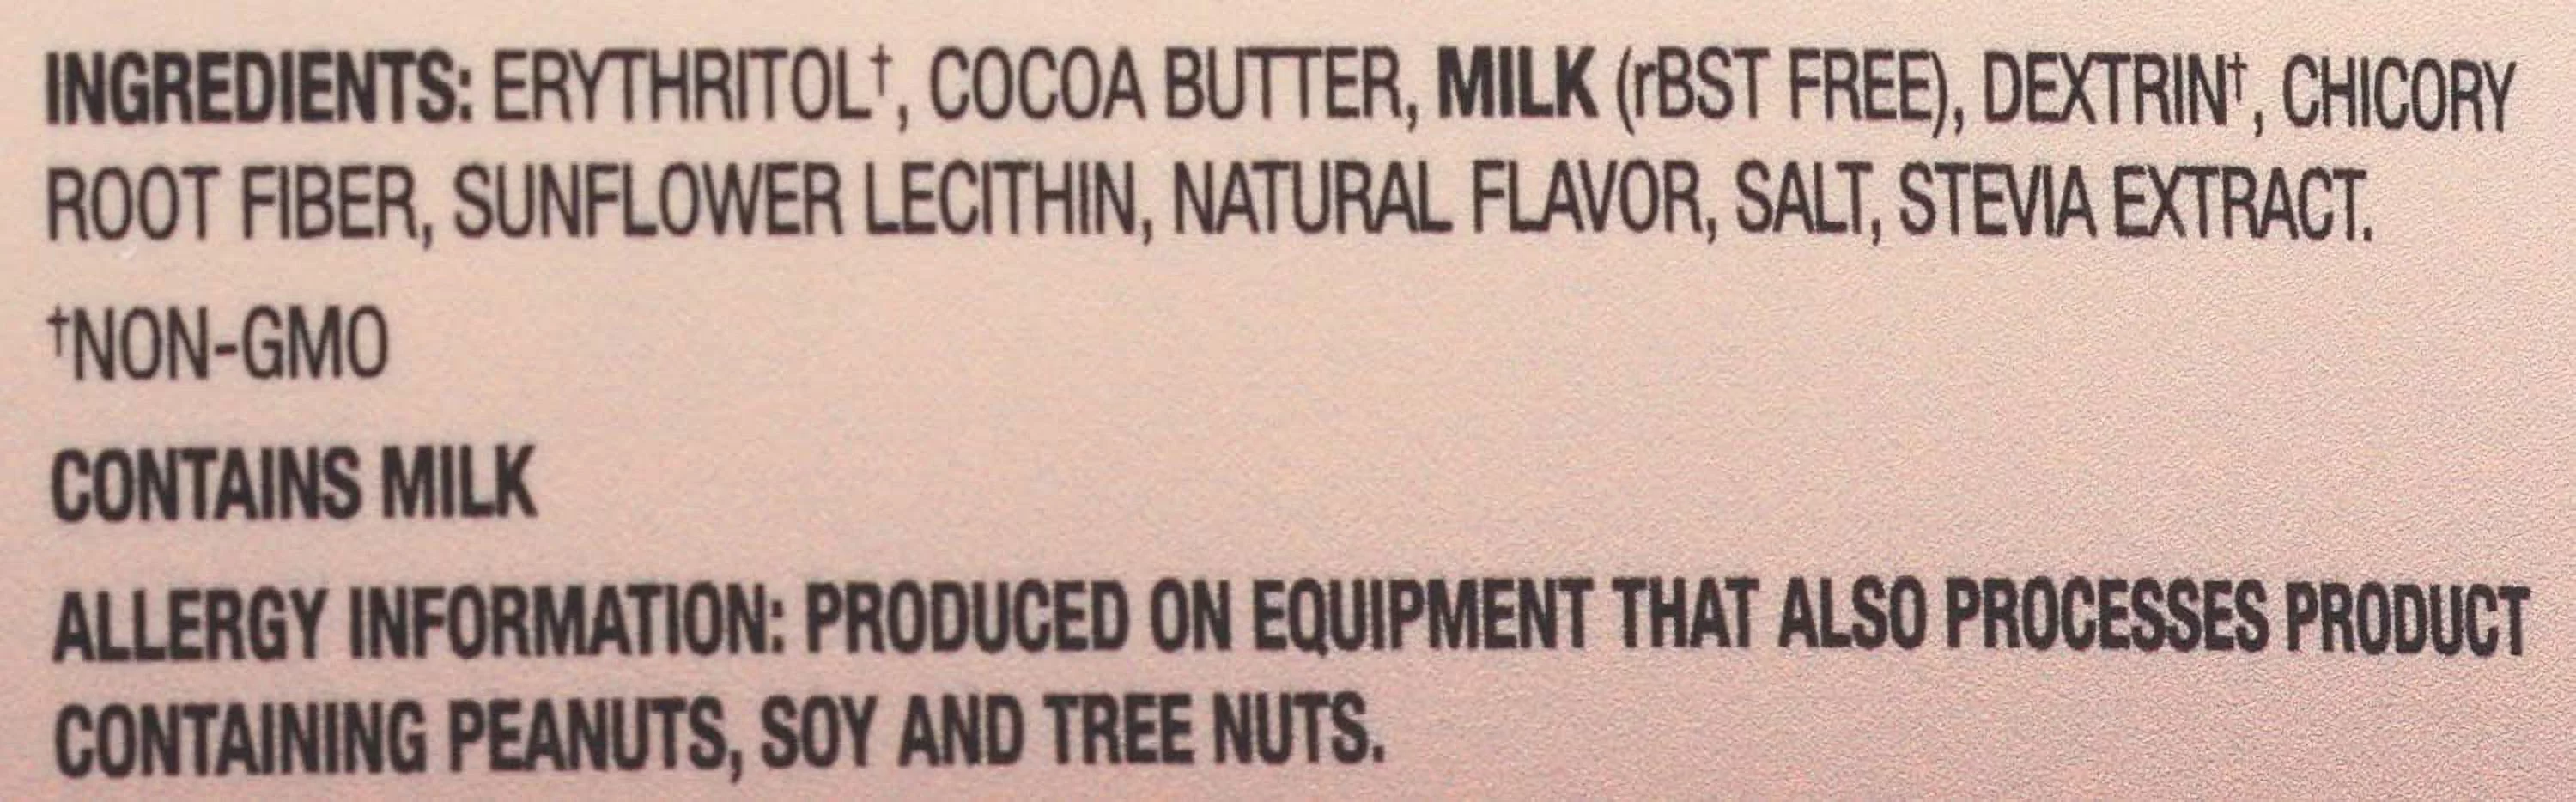 INGREDIENTS: ERYTHRITOL†, COCOA BUTTER, MILK (rBST FREE), DEXTRIN†, CHICORY
ROOT FIBER, SUNFLOWER LECITHIN, NATURAL FLAVOR, SALT, STEVIA EXTRACT.
†NON-GMO
CONTAINS MILK
ALLERGY INFORMATION: PRODUCED ON EQUIPMENT THAT ALSO PROCESSES PRODUCT
CONTAINING PEANUTS, SOY AND TREE NUTS.